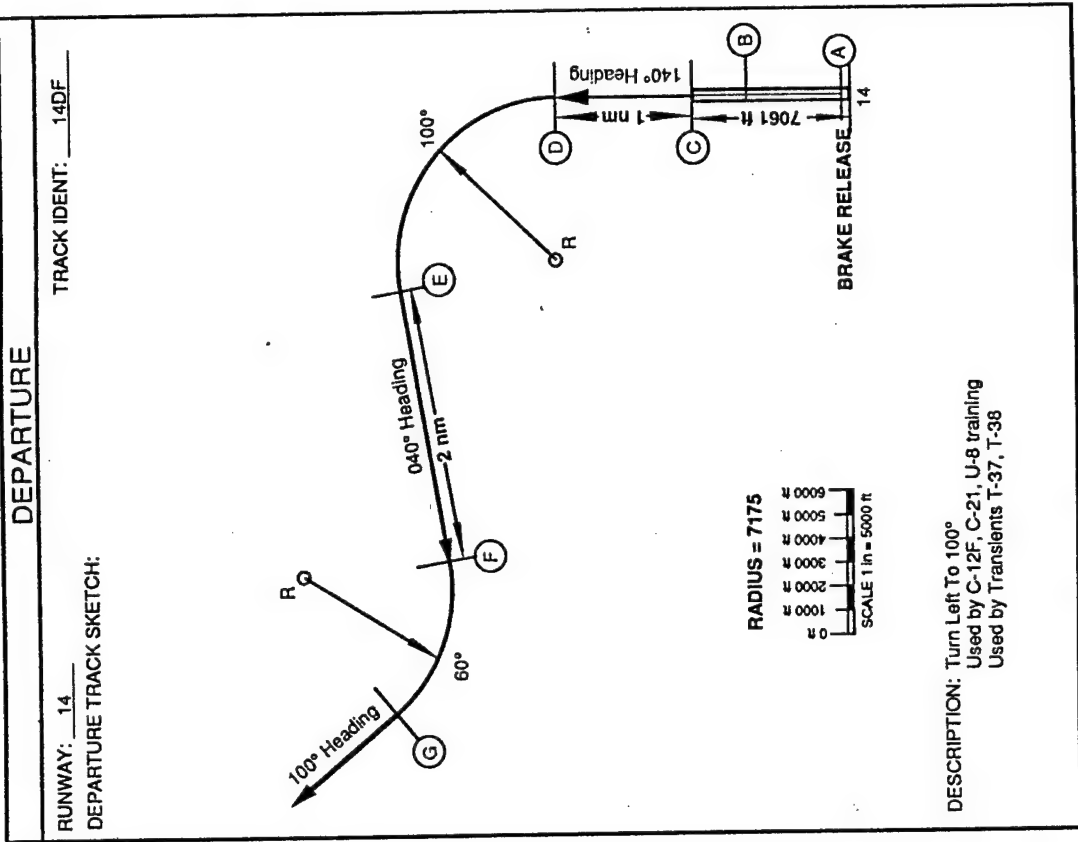 DEPARTURE
RUNWAY: 14
TRACK IDENT: 14DF
DEPARTURE TRACK SKETCH:
B
140° Heading
A
14
7061 ft
1 nm
D
C
BRAKE RELEASE
100°
R
E
040° Heading
2 nm
F
R
60°
100° Heading
G
RADIUS = 7175
0 ft
1000 ft
2000 ft
3000 ft
4000 ft
5000 ft
6000 ft
SCALE 1 in = 5000 ft
DESCRIPTION: Turn Left To 100°
Used by C-12F, C-21, U-8 training
Used by Transients T-37, T-38